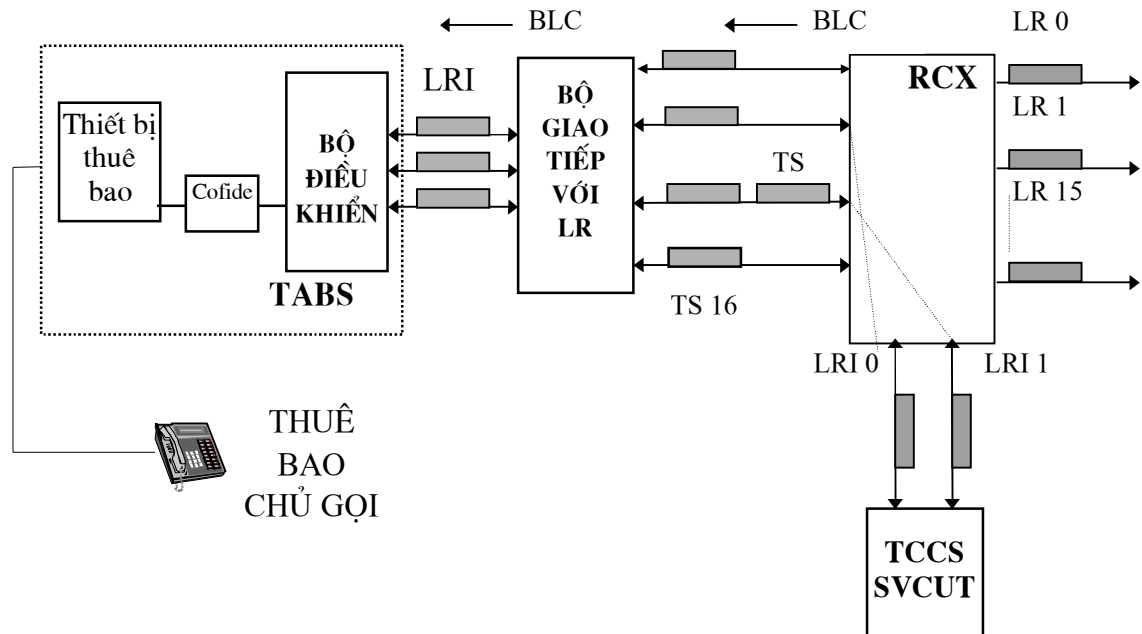 BLC
BLC
LR 0
RCX
LRI
BỘ
GIAO
TIẾP
VỚI
LR
LR 1
Thiết bị
thuê
bao
BỘ
ĐIỀU
KHIỂN
TS
Cofide
LR 15
TABS
TS 16
LRI 0
LRI 1
THUÊ
BAO
CHỦ GỌI
TCCS
SVCUT